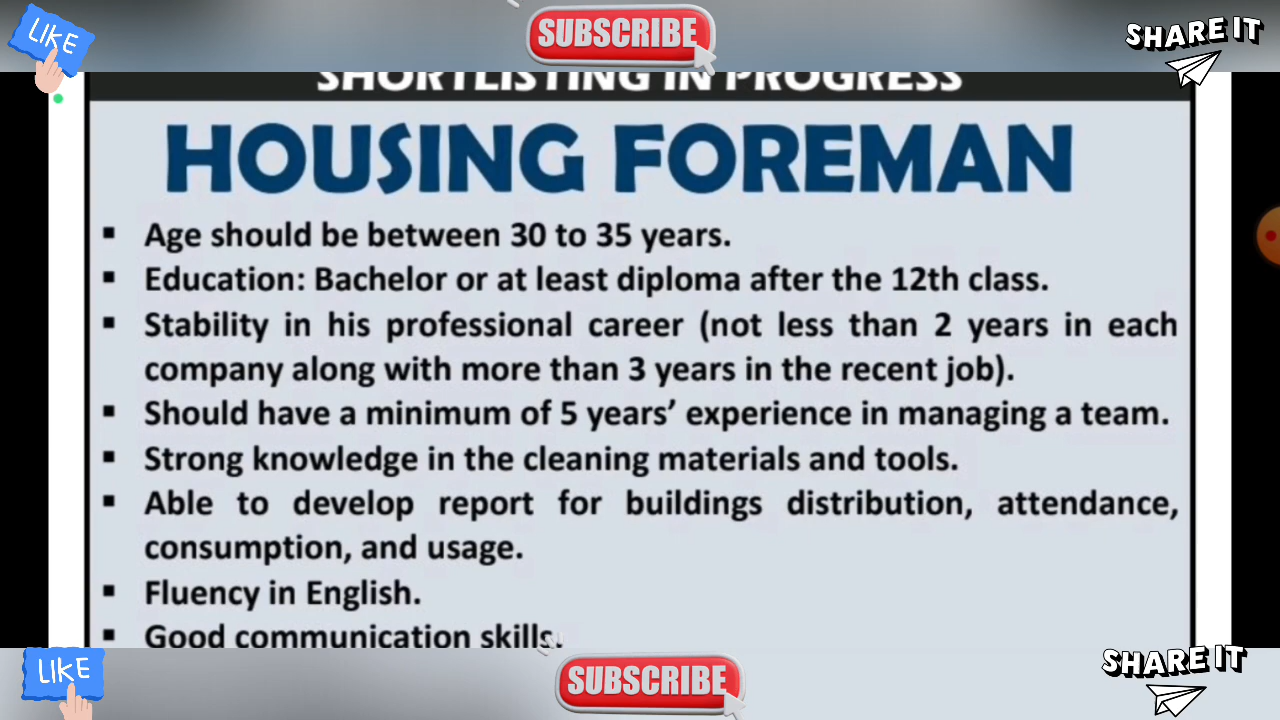 LIKE
SUBSCRIBE
SHARE IT
SHORTLISTING IN PROGRESS
HOUSING FOREMAN
▪ Age should be between 30 to 35 years.
▪ Education: Bachelor or at least diploma after the 12th class.
▪ Stability in his professional career (not less than 2 years in each
company along with more than 3 years in the recent job).
▪ Should have a minimum of 5 years’ experience in managing a team.
▪ Strong knowledge in the cleaning materials and tools.
▪ Able to develop report for buildings distribution, attendance,
consumption, and usage.
▪ Fluency in English.
▪ Good communication skills.
LIKE
SUBSCRIBE
SHARE IT